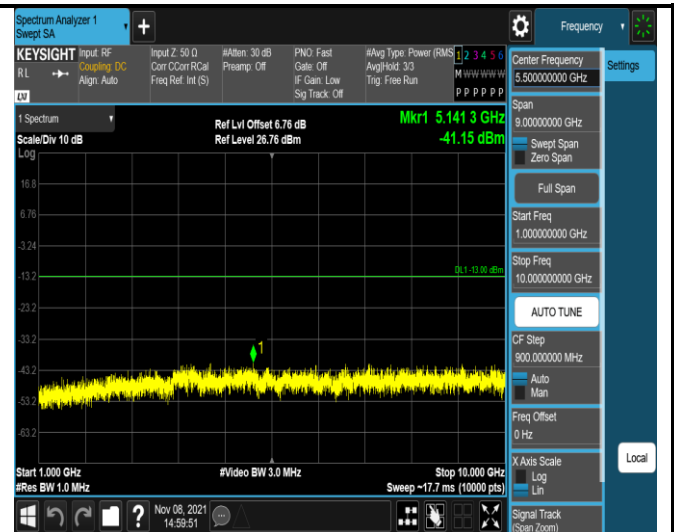 Spectrum Analyzer 1
Swept SA
+
Frequency
KEYSIGHT
RL
LXI
Input: RF
Coupling: DC
Align: Auto
Input Z: 50 Ω
Corr CCorr RCal
Freq Ref: Int (S)
#Atten: 30 dB
Preamp: Off
PNO: Fast
Gate: Off
IF Gain: Low
Sig Track: Off
#Avg Type: Power (RMS
Avg|Hold: 3/3
Trig: Free Run
1 2 3 4 5 6
M W W W W W
P P P P P P
1 Spectrum
Scale/Div 10 dB
Log
Ref Lvl Offset 6.76 dB
Ref Level 26.76 dBm
Mkr1 5.141 3 GHz
-41.15 dBm
16.8
6.76
-3.24
-13.2
-23.2
-33.2
-43.2
-53.2
-63.2
DL1 -13.00 dBm
1
Start 1.000 GHz
#Res BW 1.0 MHz
#Video BW 3.0 MHz
Stop 10.000 GHz
Sweep ~17.7 ms (10000 pts)
Nov 08, 2021
14:59:51
Center Frequency
5.500000000 GHz
Settings
Span
9.00000000 GHz
Swept Span
Zero Span
Full Span
Start Freq
1.000000000 GHz
Stop Freq
10.000000000 GHz
AUTO TUNE
CF Step
900.000000 MHz
Auto
Man
Freq Offset
0 Hz
X Axis Scale
Log
Lin
Local
Signal Track
(Span Zoom)